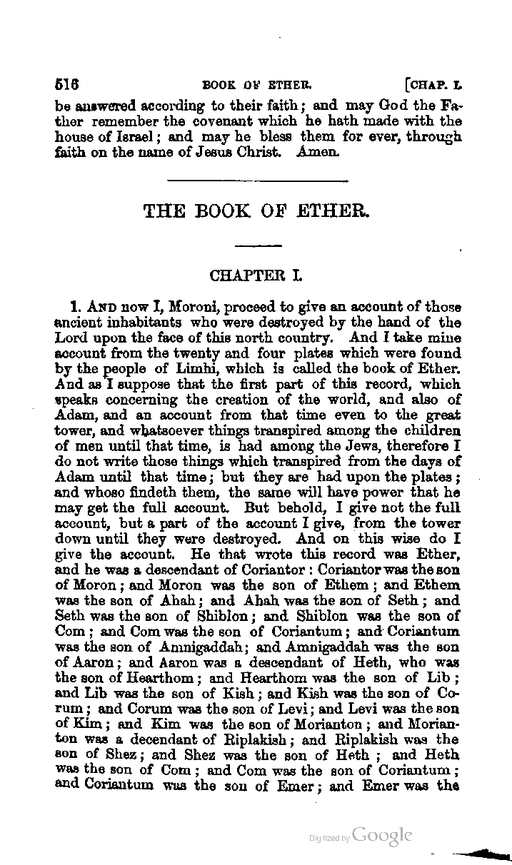 516 BOOK OF ETHER. [CHAP. I.
be answered according to their faith; and may God the Fa-
ther remember the covenant which he hath made with the
house of Israel; and may he bless them for ever, through
faith on the name of Jesus Christ. Amen.
THE BOOK OF ETHER.
CHAPTER I.
1. AND now I, Moroni, proceed to give an account of those
ancient inhabitants who were destroyed by the hand of the
Lord upon the face of this north country. And I take mine
account from the twenty and four plates which were found
by the people of Limhi, which is called the book of Ether.
And as I suppose that the first part of this record, which
speaks concerning the creation of the world, and also of
Adam, and an account from that time even to the great
tower, and whatsoever things transpired among the children
of men until that time, is had among the Jews, therefore I
do not write those things which transpired from the days of
Adam until that time; but they are had upon the plates;
and whoso findeth them, the same will have power that he
may get the full account. But behold, I give not the full
account, but a part of the account I give, from the tower
down until they were destroyed. And on this wise do I
give the account. He that wrote this record was Ether,
and he was a descendant of Coriantor: Coriantor was the son
of Moron; and Moron was the son of Ethem; and Ethem
was the son of Ahah; and Ahah was the son of Seth; and
Seth was the son of Shiblon; and Shiblon was the son of
Com; and Com was the son of Coriantum; and Coriantum
was the son of Amnigaddah; and Amnigaddah was the son
of Aaron; and Aaron was a descendant of Heth, who was
the son of Hearthom; and Hearthom was the son of Lib;
and Lib was the son of Kish; and Kish was the son of Co-
rum; and Corum was the son of Levi; and Levi was the son
of Kim; and Kim was the son of Morianton; and Morian-
ton was a decendant of Riplakish; and Riplakish was the
son of Shez; and Shez was the son of Heth; and Heth
was the son of Com; and Com was the son of Coriantum;
and Coriantum was the son of Emer; and Emer was the
Digitized by Google